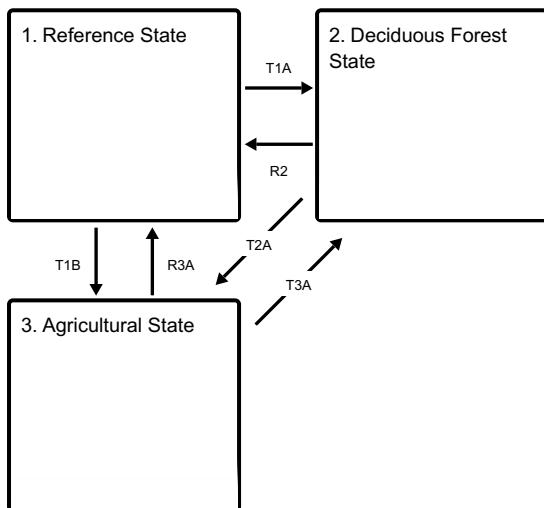 1. Reference State
2. Deciduous Forest
State
T1A
R2
T1B
R3A
T2A
T3A
3. Agricultural State